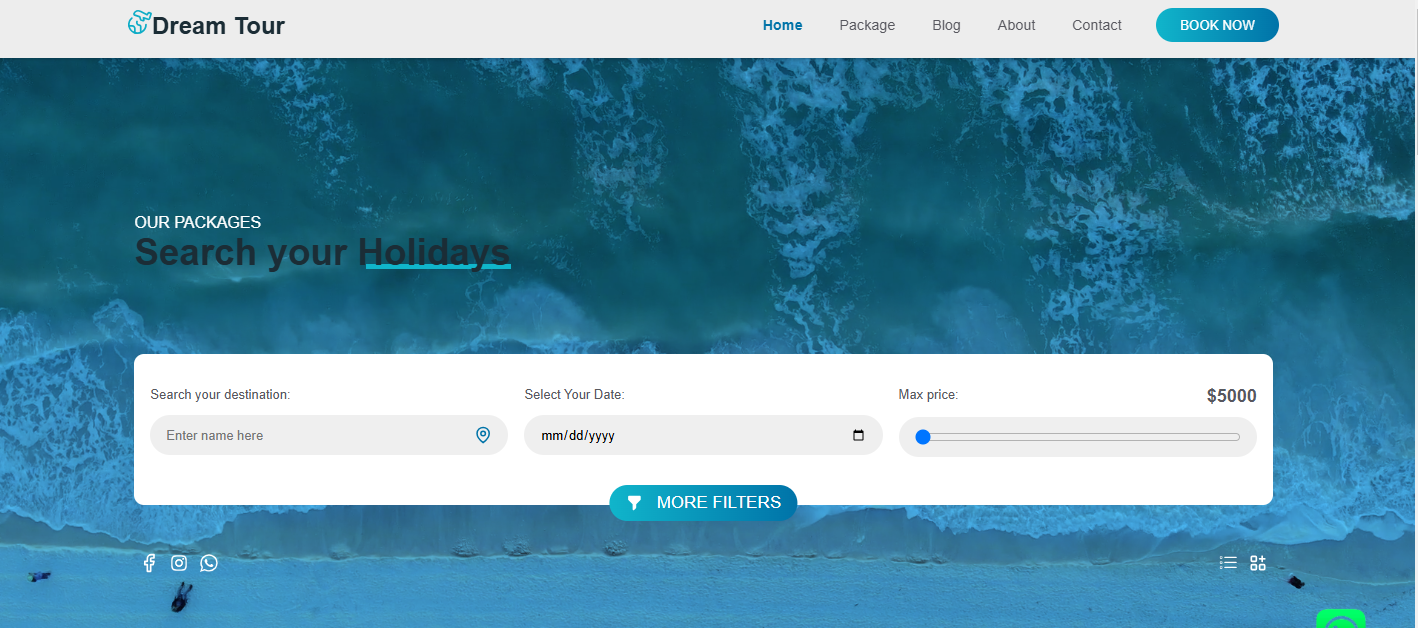 Dream Tour
Home
Package
Blog
About
Contact
BOOK NOW
OUR PACKAGES
Search your Holidays
Search your destination:
Select Your Date:
Max price:
$5000
Enter name here
mm/dd/yyyy
MORE FILTERS